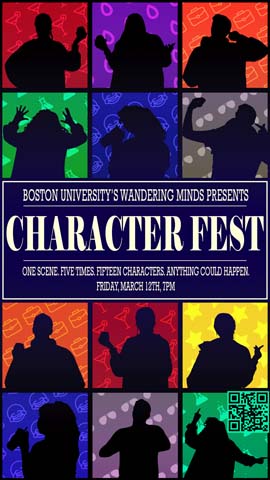 BOSTON UNIVERSITY'S WANDERING MINDS PRESENTS
CHARACTER FEST
ONE SCENE. FIVE TIMES. FIFTEEN CHARACTERS. ANYTHING COULD HAPPEN.
FRIDAY, MARCH 12TH, 7PM